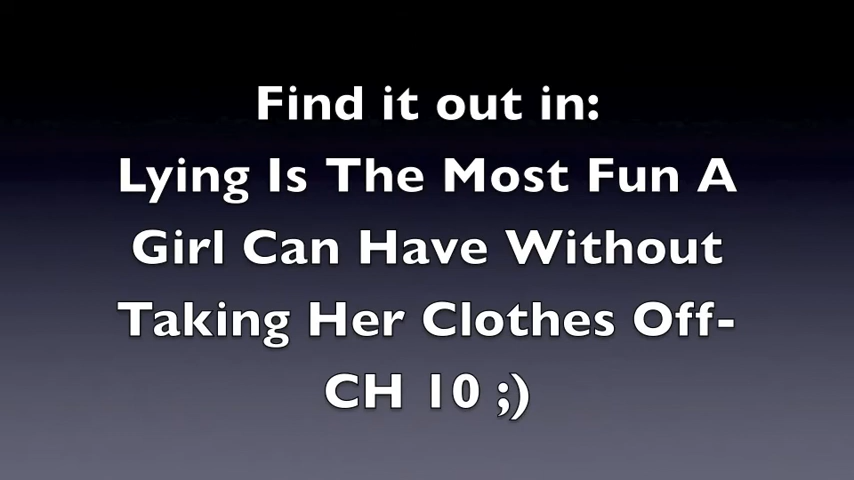 Find it out in:
Lying Is The Most Fun A
Girl Can Have Without
Taking Her Clothes Off-
CH 10 ;)